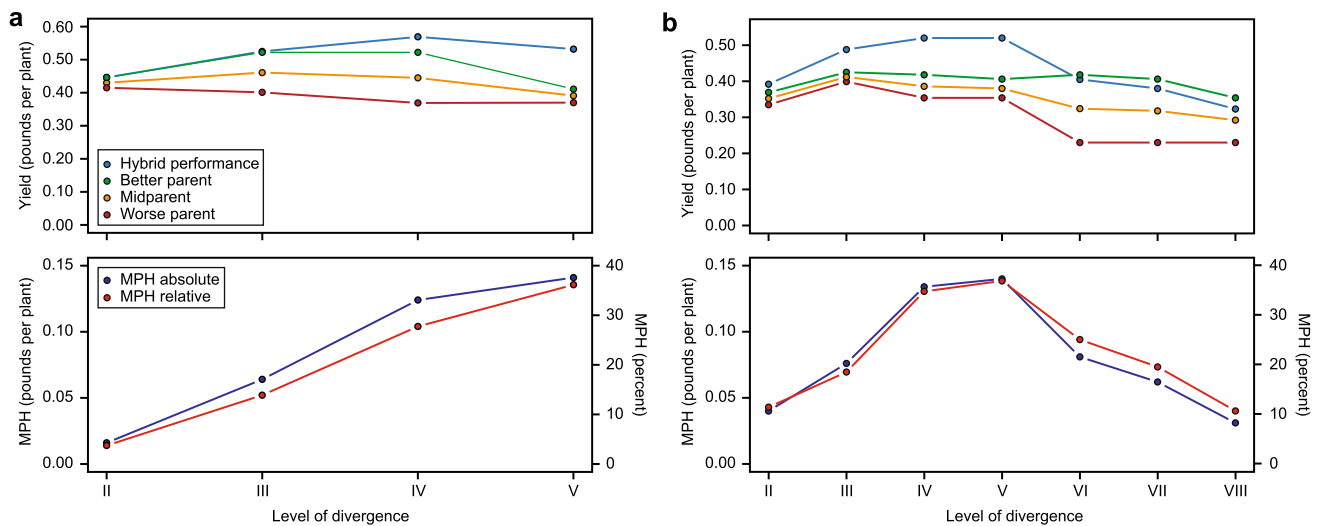 a
Yield (pounds per plant)
0.60
0.50
0.40
0.30
0.20
0.10
0.00
Hybrid performance
Better parent
Midparent
Worse parent
MPH (pounds per plant)
0.15
0.10
0.05
0.00
MPH absolute
MPH relative
40
30
20
10
0
MPH (percent)
II III IV V
Level of divergence
b
Yield (pounds per plant)
0.50
0.40
0.30
0.20
0.10
0.00
MPH (pounds per plant)
0.15
0.10
0.05
0.00
40
30
20
10
0
MPH (percent)
II III IV V VI VII VIII
Level of divergence